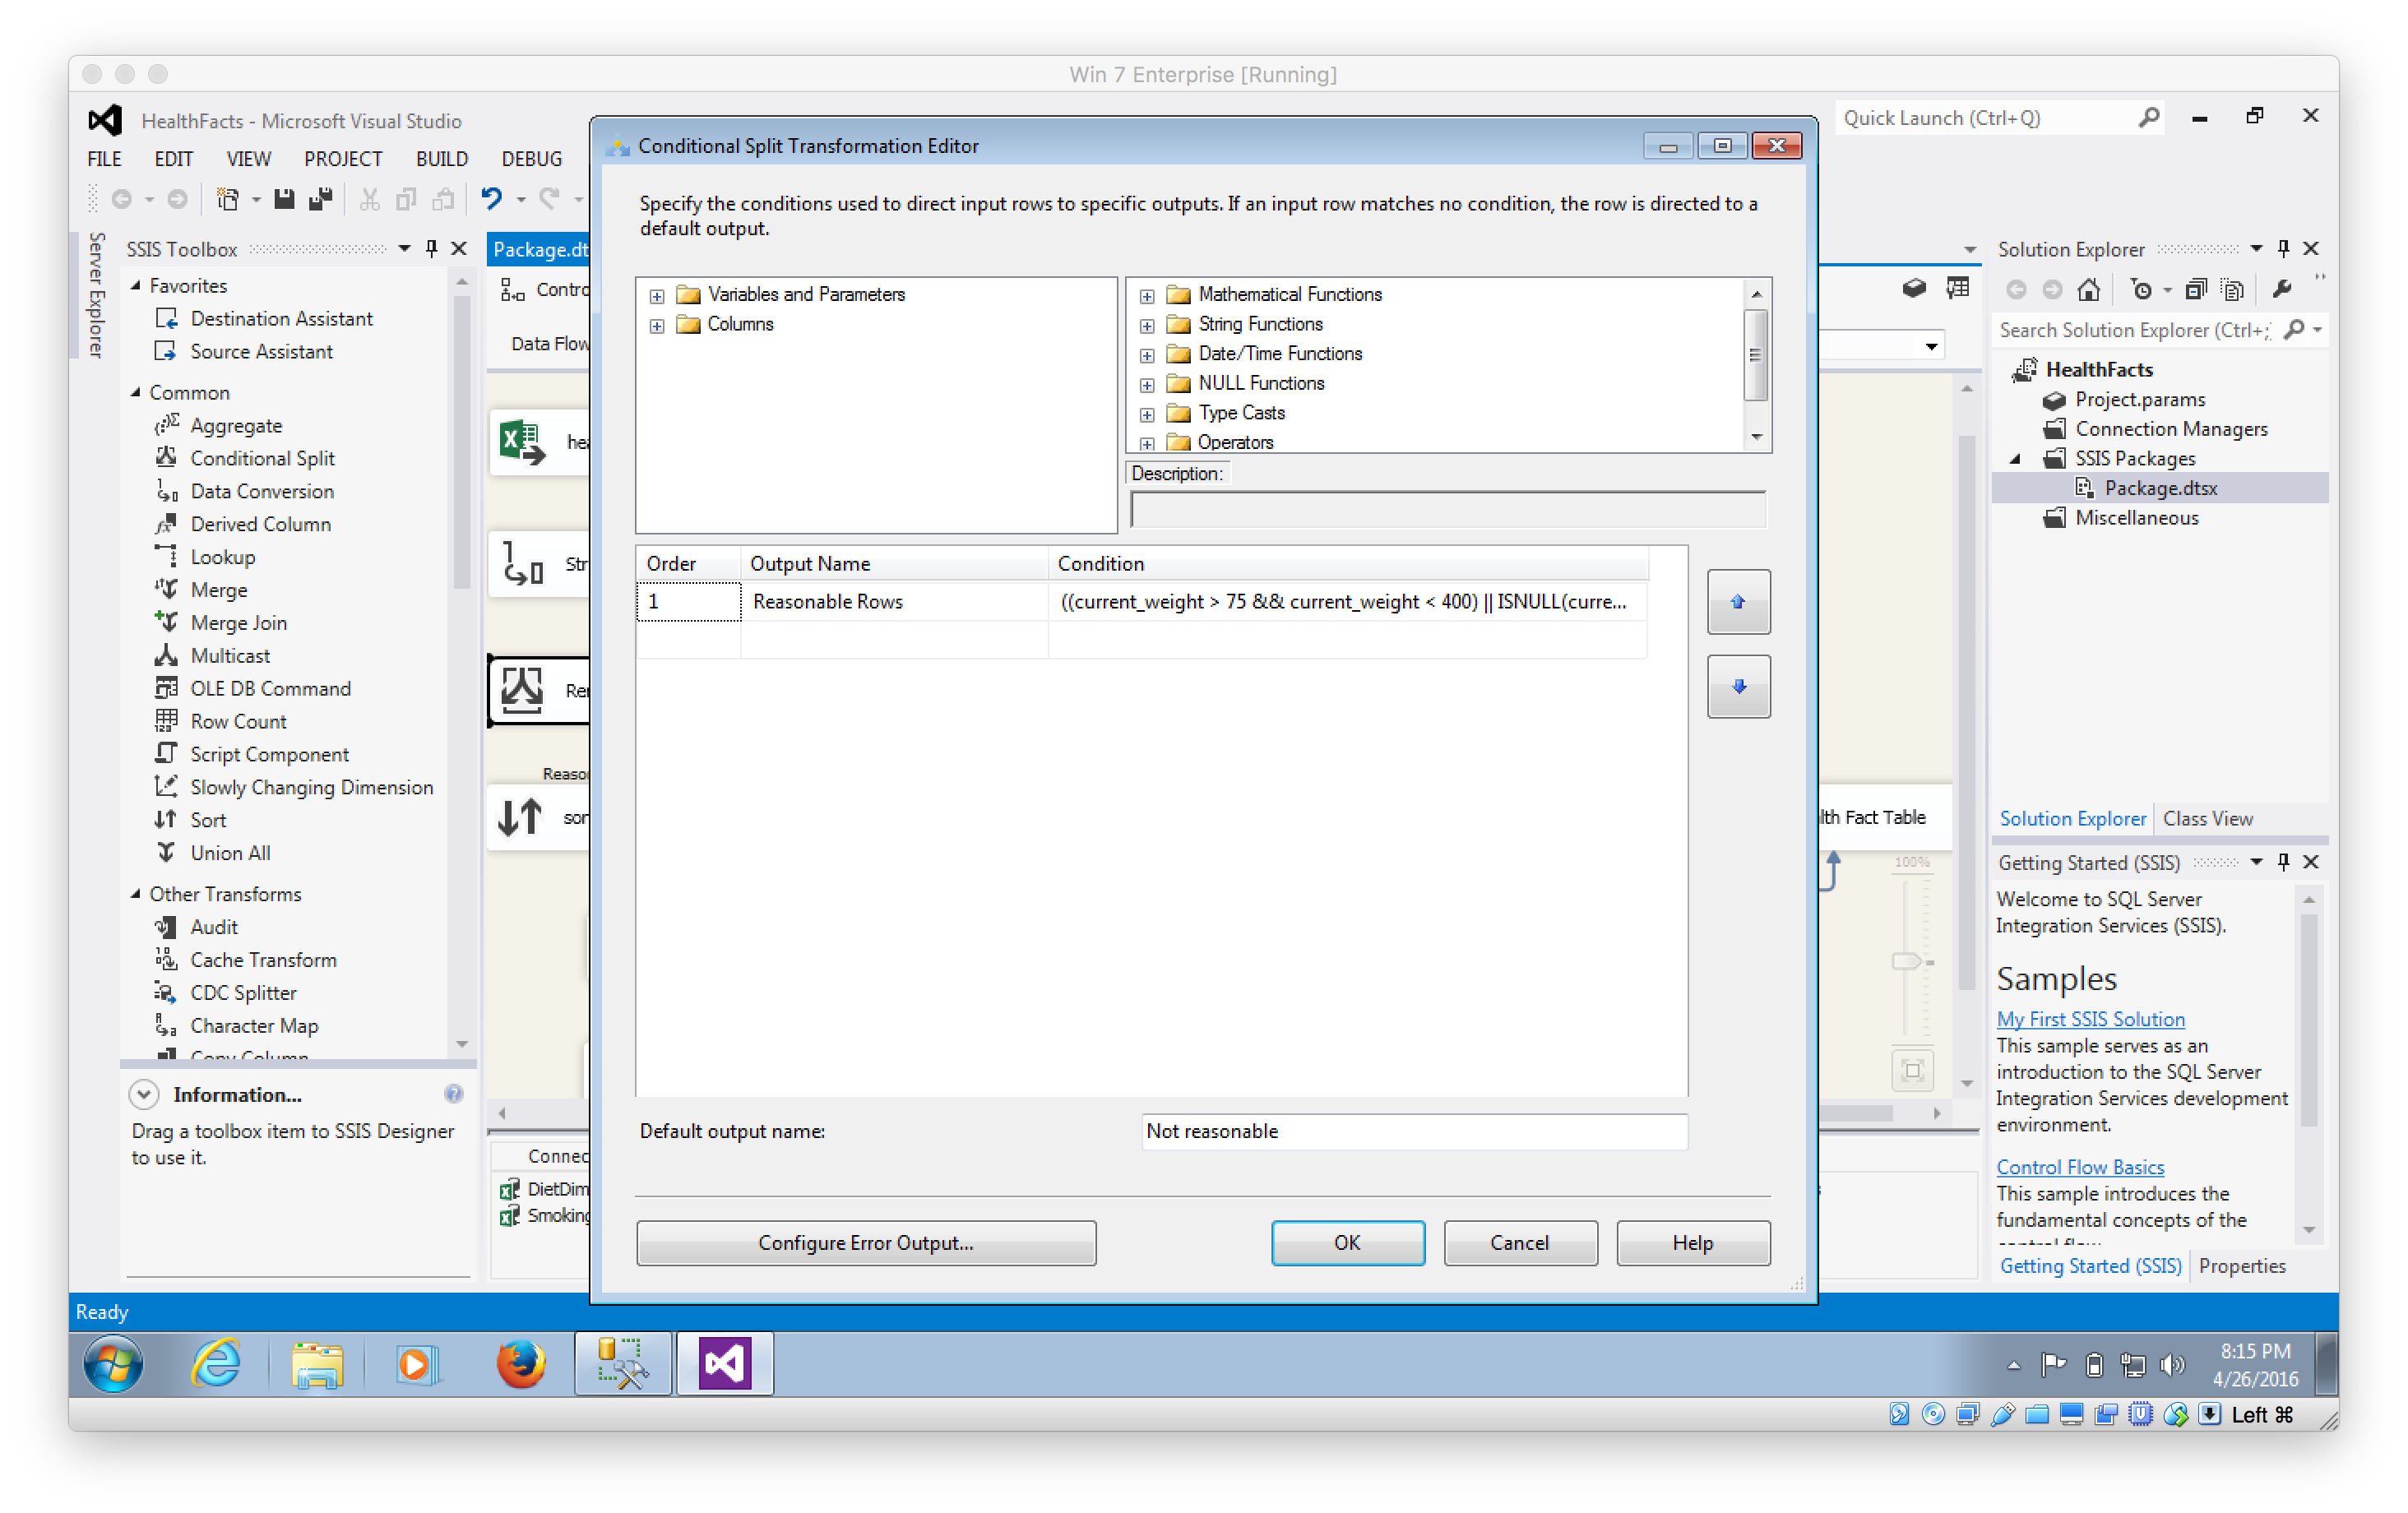 Win 7 Enterprise [Running]
HealthFacts - Microsoft Visual Studio
Quick Launch (Ctrl+Q)
FILE EDIT VIEW PROJECT BUILD DEBUG
Server Explorer
SSIS Toolbox
Favorites
Destination Assistant
Source Assistant
Common
Aggregate
Conditional Split
Data Conversion
Derived Column
Lookup
Merge
Merge Join
Multicast
OLE DB Command
Row Count
Script Component
Slowly Changing Dimension
Sort
Union All
Other Transforms
Audit
Cache Transform
CDC Splitter
Character Map
Copy Column
Information...
Drag a toolbox item to SSIS Designer
to use it.
Package.dt
Contro
Data Flow
hea
Str
Rer
Reason
sor
Connec
DietDim
Smoking
Conditional Split Transformation Editor
Specify the conditions used to direct input rows to specific outputs. If an input row matches no condition, the row is directed to a
default output.
Variables and Parameters
Columns
Mathematical Functions
String Functions
Date/Time Functions
NULL Functions
Type Casts
Operators
Description:
Order Output Name Condition
1 Reasonable Rows ((current_weight > 75 && current_weight < 400) || ISNULL(curre...
Default output name: Not reasonable
Configure Error Output... OK Cancel Help
lth Fact Table
100%
Solution Explorer
Search Solution Explorer (Ctrl+;
HealthFacts
Project.params
Connection Managers
SSIS Packages
Package.dtsx
Miscellaneous
Solution Explorer Class View
Getting Started (SSIS)
Welcome to SQL Server
Integration Services (SSIS).
Samples
My First SSIS Solution
This sample serves as an
introduction to the SQL Server
Integration Services development
environment.
Control Flow Basics
This sample introduces the
fundamental concepts of the
control flow
Getting Started (SSIS) Properties
Ready
8:15 PM
4/26/2016
Left ⌘